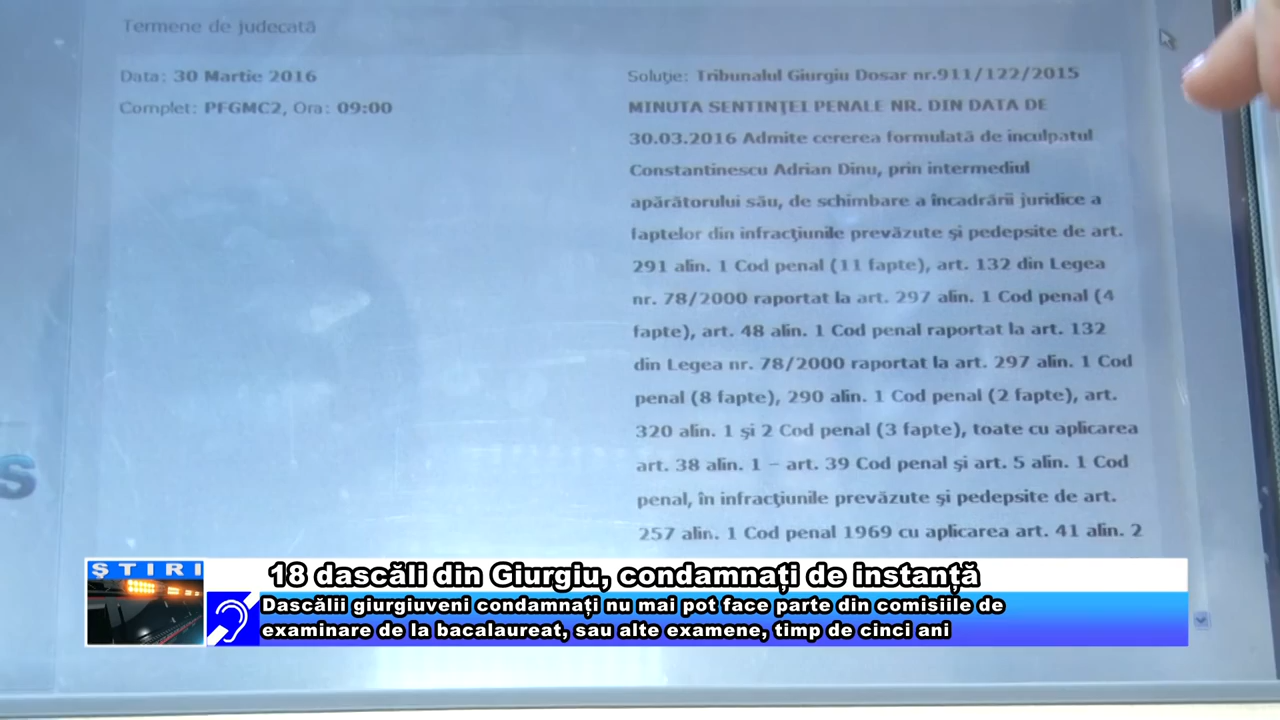 Termene de judecată
Data: 30 Martie 2016
Complet: PFGMC2, Ora: 09:00
Soluţie: Tribunalul Giurgiu Dosar nr.911/122/2015
MINUTA SENTINŢEI PENALE NR. DIN DATA DE
30.03.2016 Admite cererea formulată de inculpatul
Constantinescu Adrian Dinu, prin intermediul
apărătorului său, de schimbare a încadrării juridice a
faptelor din infracţiunile prevăzute şi pedepsite de art.
291 alin. 1 Cod penal (11 fapte), art. 132 din Legea
nr. 78/2000 raportat la art. 297 alin. 1 Cod penal (4
fapte), art. 48 alin. 1 Cod penal raportat la art. 132
din Legea nr. 78/2000 raportat la art. 297 alin. 1 Cod
penal (8 fapte), 290 alin. 1 Cod penal (2 fapte), art.
320 alin. 1 şi 2 Cod penal (3 fapte), toate cu aplicarea
art. 38 alin. 1 – art. 39 Cod penal şi art. 5 alin. 1 Cod
penal, în infracţiunile prevăzute şi pedepsite de art.
257 alin. 1 Cod penal 1969 cu aplicarea art. 41 alin. 2
s
ŞTIRI
18 dascăli din Giurgiu, condamnați de instanță
Dascălii giurgiuveni condamnați nu mai pot face parte din comisiile de
examinare de la bacalaureat, sau alte examene, timp de cinci ani